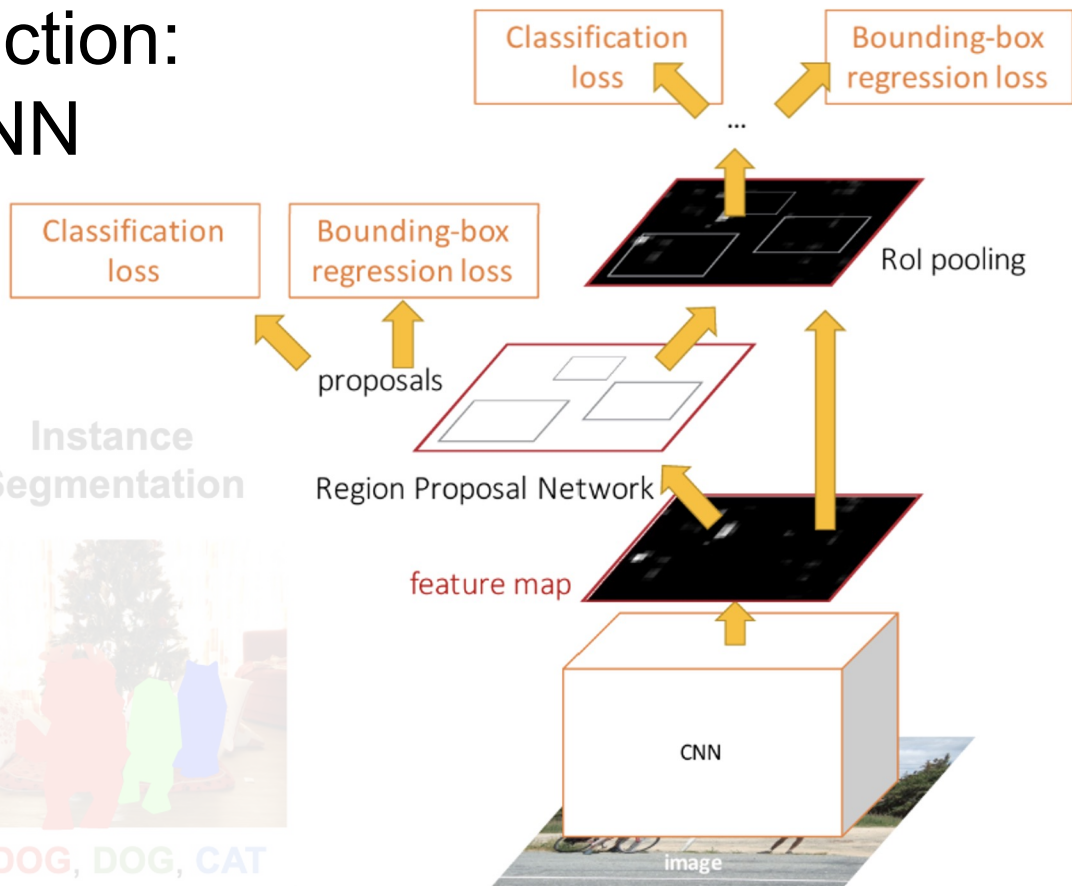 ction:
NN
Classification
loss
Bounding-box
regression loss
...
RoI pooling
Classification
loss
Bounding-box
regression loss
proposals
Region Proposal Network
feature map
CNN
image
Instance
Segmentation
DOG, DOG, CAT